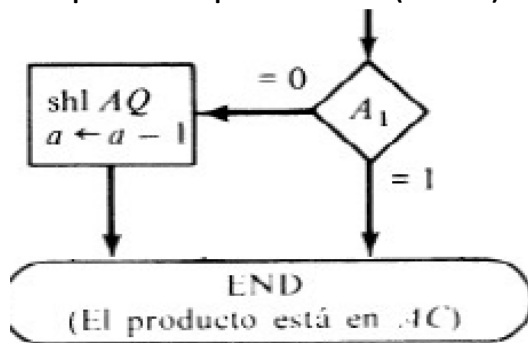 = 0
shl AQ
a ← a − 1
A₁
= 1
END
(El producto está en AC)